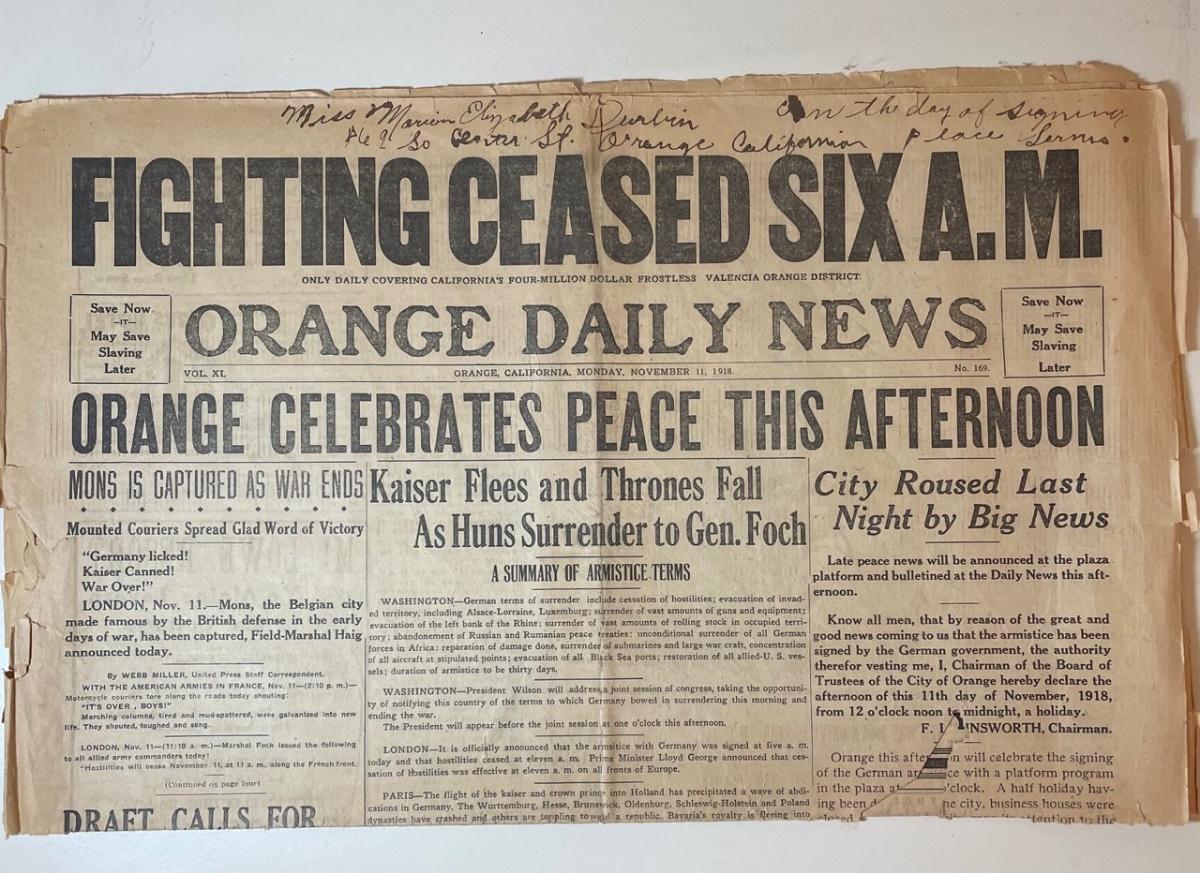 Miss Marion Elizabeth Durbin On the day of signing
So Center St. Orange California peace terms.
FIGHTING CEASED SIX A.M.
ONLY DAILY COVERING CALIFORNIA'S FOUR-MILLION DOLLAR FROSTLESS VALENCIA ORANGE DISTRICT
Save Now
—IT—
May Save
Slaving
Later
ORANGE DAILY NEWS
Save Now
—IT—
May Save
Slaving
Later
VOL. XI. ORANGE, CALIFORNIA, MONDAY, NOVEMBER 11, 1918. No. 169.
ORANGE CELEBRATES PEACE THIS AFTERNOON
MONS IS CAPTURED AS WAR ENDS
Mounted Couriers Spread Glad Word of Victory
"Germany licked!
Kaiser Canned!
War Over!"
LONDON, Nov. 11.—Mons, the Belgian city
made famous by the British defense in the early
days of war, has been captured, Field-Marshal Haig
announced today.
By WEBB MILLER, United Press Staff Correspondent.
WITH THE AMERICAN ARMIES IN FRANCE, Nov. 11—(2:10 p. m.)—
Motorcycle couriers tore along the roads today shouting:
"IT'S OVER, BOYS!"
Marching columns, tired and mud-spattered, were galvanized into new
life. They shouted, laughed and sang.
LONDON, Nov. 11—(11:10 a. m.)—Marshal Foch issued the following
to all allied army commanders today:
"Hostilities will cease November 11, at 11 a. m. along the French front.
(Continued on page four)
DRAFT CALLS FOR
Kaiser Flees and Thrones Fall
As Huns Surrender to Gen. Foch
A SUMMARY OF ARMISTICE TERMS
WASHINGTON—German terms of surrender include cessation of hostilities; evacuation of invad-
ed territory, including Alsace-Lorraine, Luxemburg; surrender of vast amounts of guns and equipment;
evacuation of the left bank of the Rhine; surrender of vast amounts of rolling stock in occupied terri-
tory; abandonement of Russian and Rumanian peace treaties; unconditional surrender of all German
forces in Africa; reparation of damage done, surrender of submarines and large war craft, concentration
of all aircraft at stipulated points; evacuation of all Black Sea ports; restoration of all allied-U. S. ves-
sels; duration of armistice to be thirty days.
WASHINGTON—President Wilson will address a joint session of congress, taking the opportuni-
ty of notifying this country of the terms to which Germany bowed in surrendering this morning and
ending the war.
The President will appear before the joint session at one o'clock this afternoon.
LONDON—It is officially anounced that the armsitce with Germany was signed at five a. m.
today and that hostilities ceased at eleven a. m. Prime Minister Lloyd George announced that ces-
sation of Hostilities was effective at eleven a. m. on all fronts of Europe.
PARIS—The flight of the kaiser and crown prince into Holland has precipitated a wave of abdi-
cations in Germany. The Wurttemburg, Hesse, Brunswick, Oldenburg, Schleswig-Holstein and Poland
dynasties have crashed and others are toppling toward a republic. Bavaria's royalty is fleeing into
City Roused Last
Night by Big News
Late peace news will be announced at the plaza
platform and bulletined at the Daily News this aft-
ernoon.
Know all men, that by reason of the great and
good news coming to us that the armistice has been
signed by the German government, the authority
therefor vesting me, I, Chairman of the Board of
Trustees of the City of Orange hereby declare the
afternoon of this 11th day of November, 1918,
from 12 o'clock noon to midnight, a holiday.
F. NSWORTH, Chairman.
Orange this on will celebrate the signing
of the German ce with a platform program
in the plaza at o'clock. A half holiday hav-
ing been he city, business houses were
attention to the